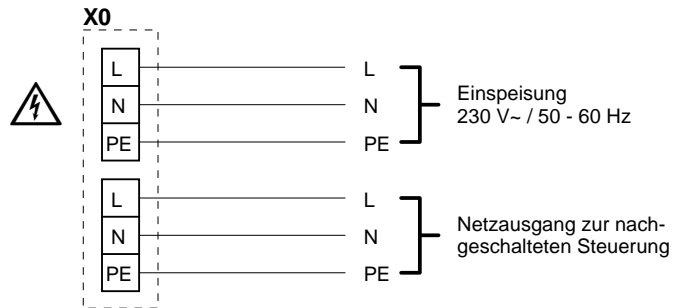 X0
L L
N N
PE PE
Einspeisung
230 V~ / 50 - 60 Hz
L L
N N
PE PE
Netzausgang zur nach-
geschalteten Steuerung